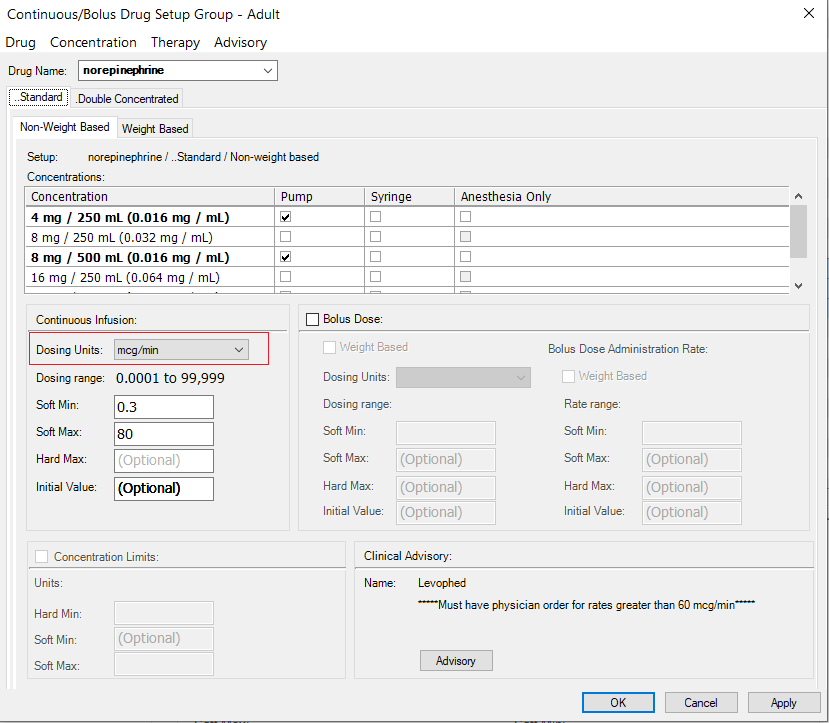 Continuous/Bolus Drug Setup Group - Adult
Drug Concentration Therapy Advisory
Drug Name: norepinephrine
..Standard .Double Concentrated
Non-Weight Based Weight Based
Setup: norepinephrine / ..Standard / Non-weight based
Concentrations:
Concentration Pump Syringe Anesthesia Only
4 mg / 250 mL (0.016 mg / mL)
8 mg / 250 mL (0.032 mg / mL)
8 mg / 500 mL (0.016 mg / mL)
16 mg / 250 mL (0.064 mg / mL)
Continuous Infusion:
Dosing Units: mcg/min
Dosing range: 0.0001 to 99,999
Soft Min: 0.3
Soft Max: 80
Hard Max: (Optional)
Initial Value: (Optional)
Bolus Dose:
Weight Based
Dosing Units:
Dosing range:
Soft Min:
Soft Max: (Optional)
Hard Max: (Optional)
Initial Value: (Optional)
Bolus Dose Administration Rate:
Weight Based
Rate range:
Soft Min:
Soft Max: (Optional)
Hard Max: (Optional)
Initial Value: (Optional)
Concentration Limits:
Units:
Hard Min:
Soft Min: (Optional)
Soft Max:
Clinical Advisory:
Name: Levophed
*****Must have physician order for rates greater than 60 mcg/min*****
Advisory
OK Cancel Apply